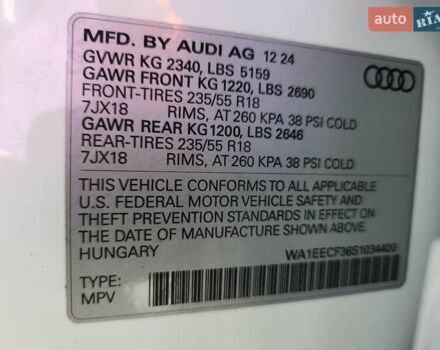 AUTO RIA
MFD. BY AUDI AG 12 24
GVWR KG 2340, LBS 5159
GAWR FRONT KG 1220, LBS 2690
FRONT-TIRES 235/55 R18
7JX18 RIMS, AT 260 KPA 38 PSI COLD
GAWR REAR KG1200, LBS 2646
REAR-TIRES 235/55 R18
7JX18 RIMS, AT 260 KPA 38 PSI COLD
THIS VEHICLE CONFORMS TO ALL APPLICABLE
U.S. FEDERAL MOTOR VEHICLE SAFETY AND
THEFT PREVENTION STANDARDS IN EFFECT ON
THE DATE OF MANUFACTURE SHOWN ABOVE
HUNGARY WA1EECF36S1034400
TYPE:
MPV